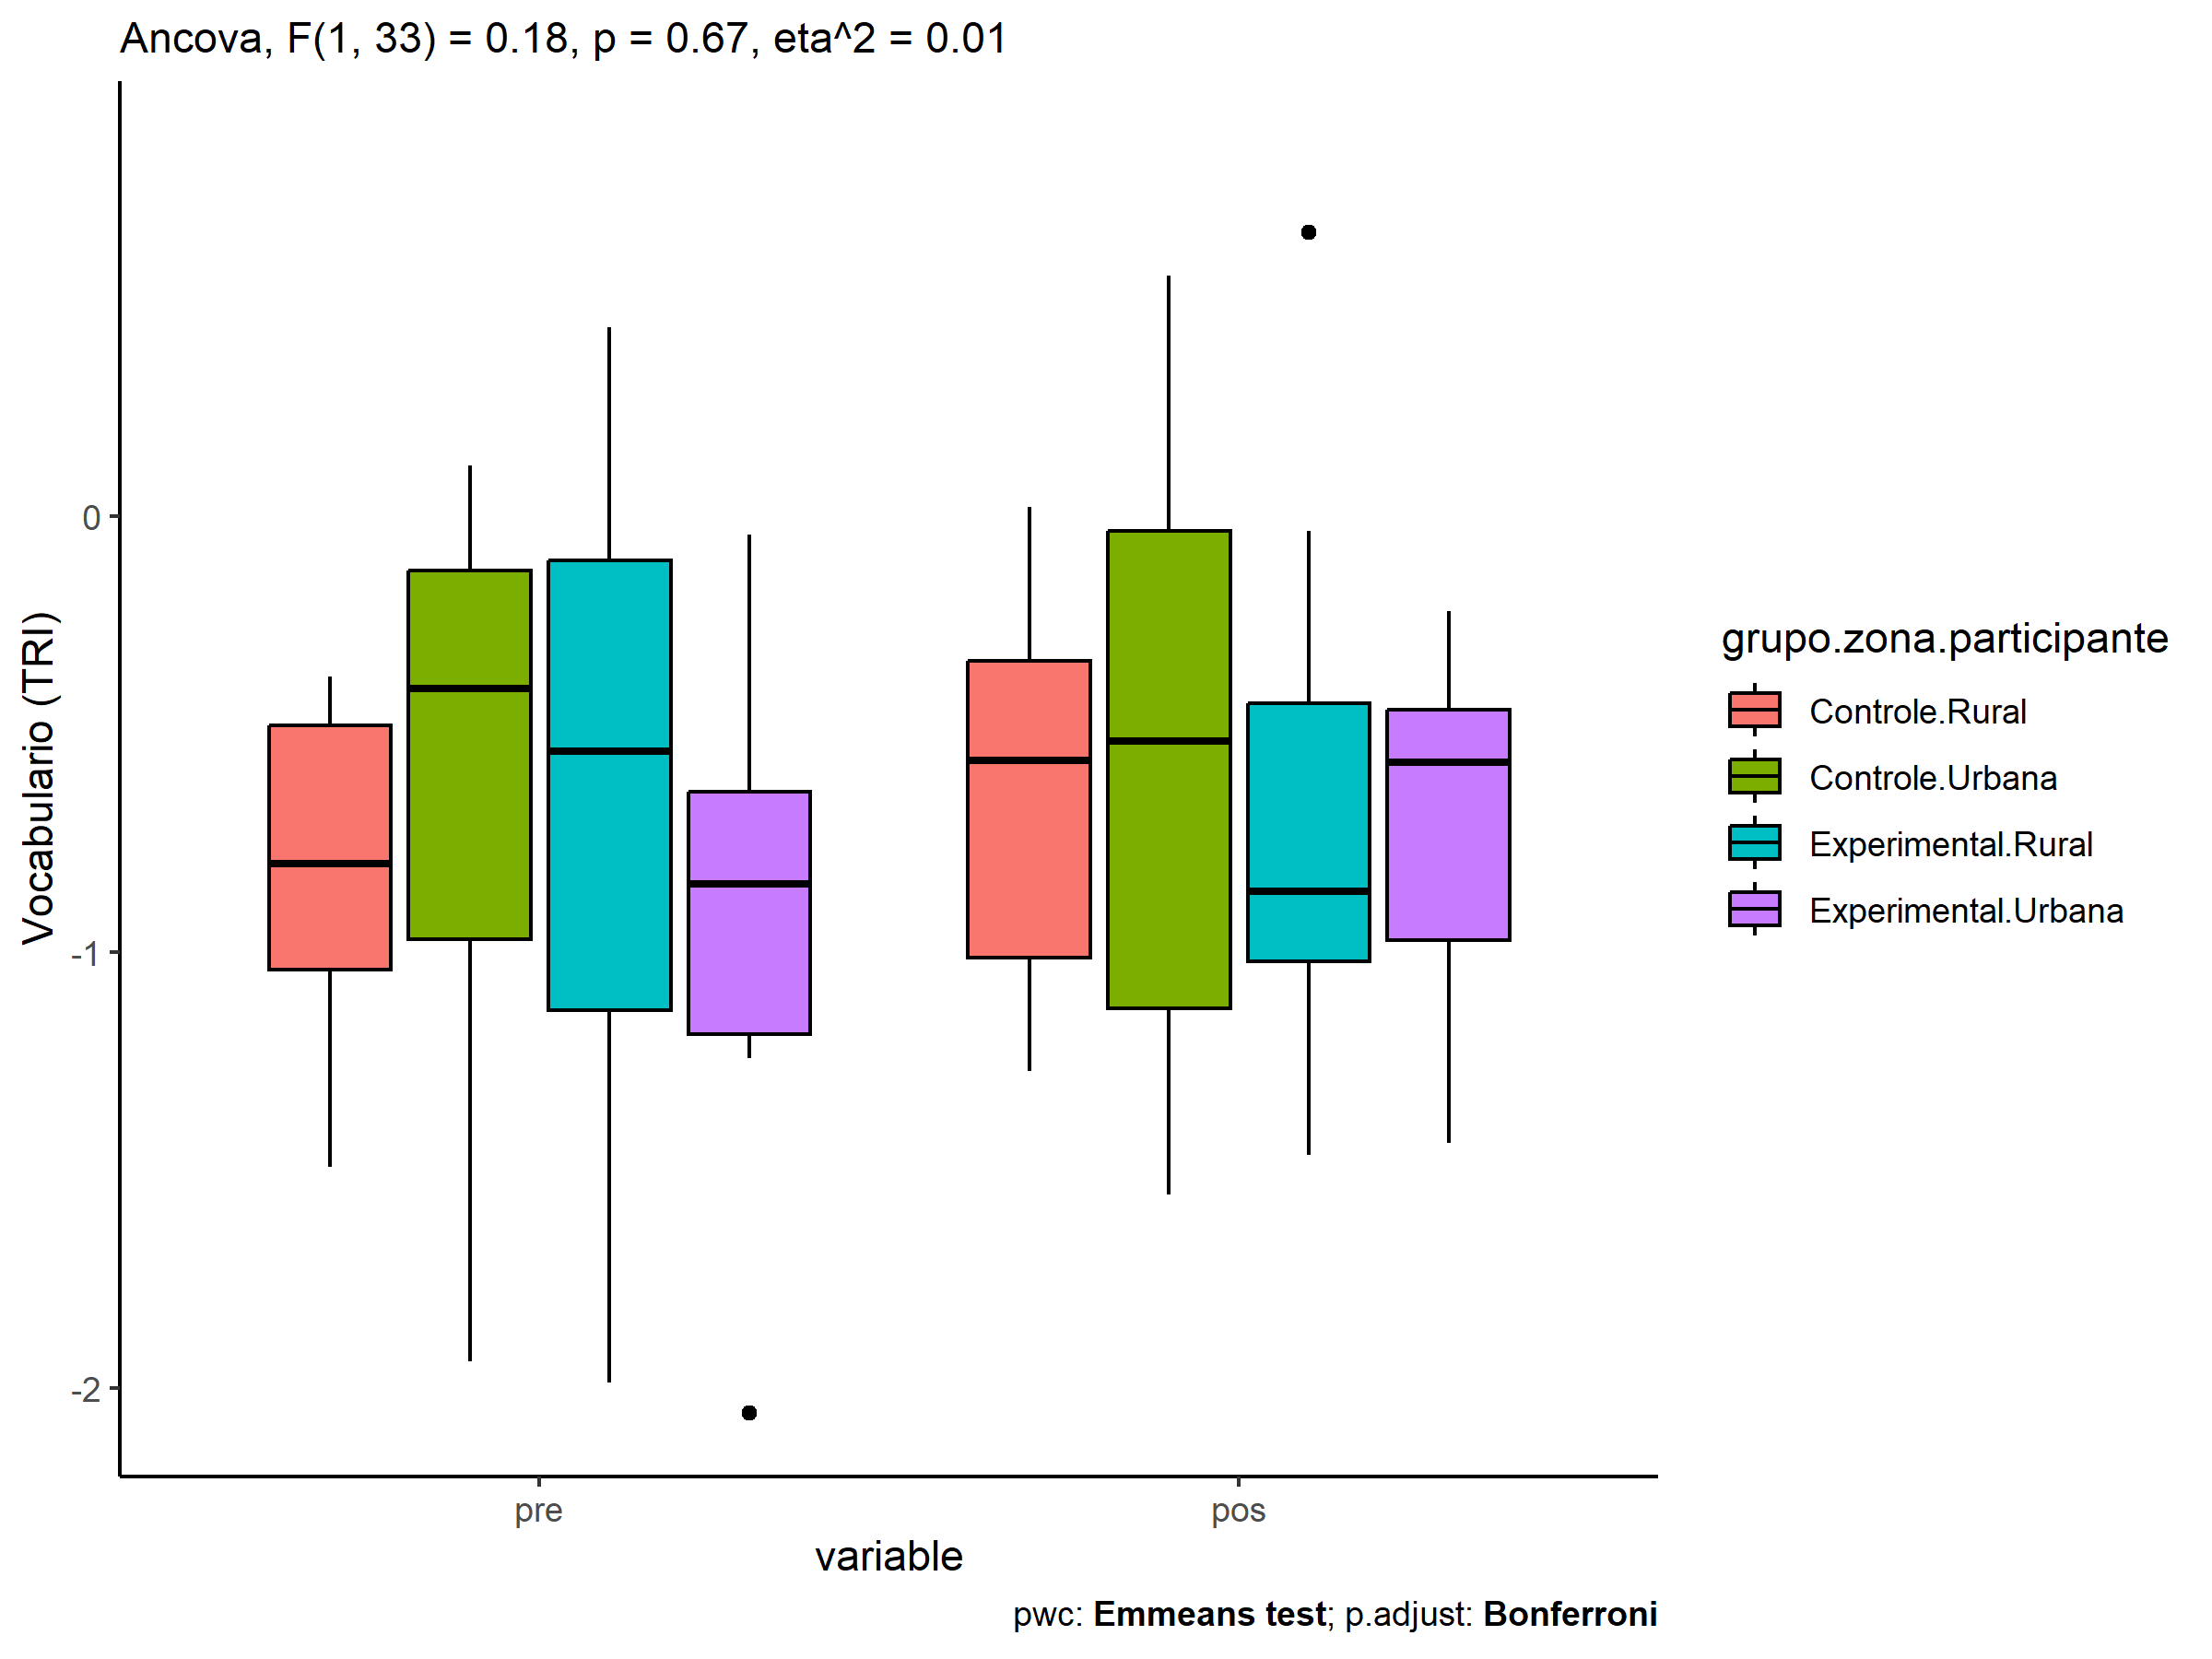 Ancova, F(1, 33) = 0.18, p = 0.67, eta^2 = 0.01
Vocabulario (TRI)
0
-1
-2
pre
pos
variable
grupo.zona.participante
Controle.Rural
Controle.Urbana
Experimental.Rural
Experimental.Urbana
pwc: Emmeans test; p.adjust: Bonferroni